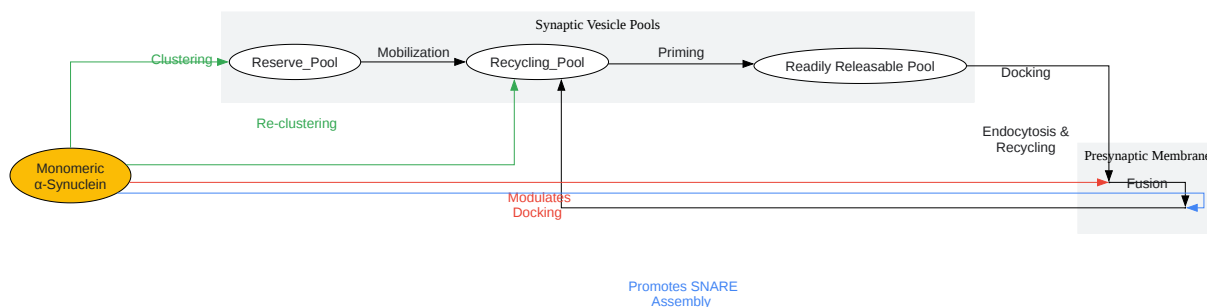 Synaptic Vesicle Pools
Clustering
Reserve_Pool
Mobilization
Recycling_Pool
Priming
Readily Releasable Pool
Docking
Re-clustering
Endocytosis &
Recycling
Presynaptic Membrane
Monomeric
α-Synuclein
Fusion
Modulates
Docking
Promotes SNARE
Assembly